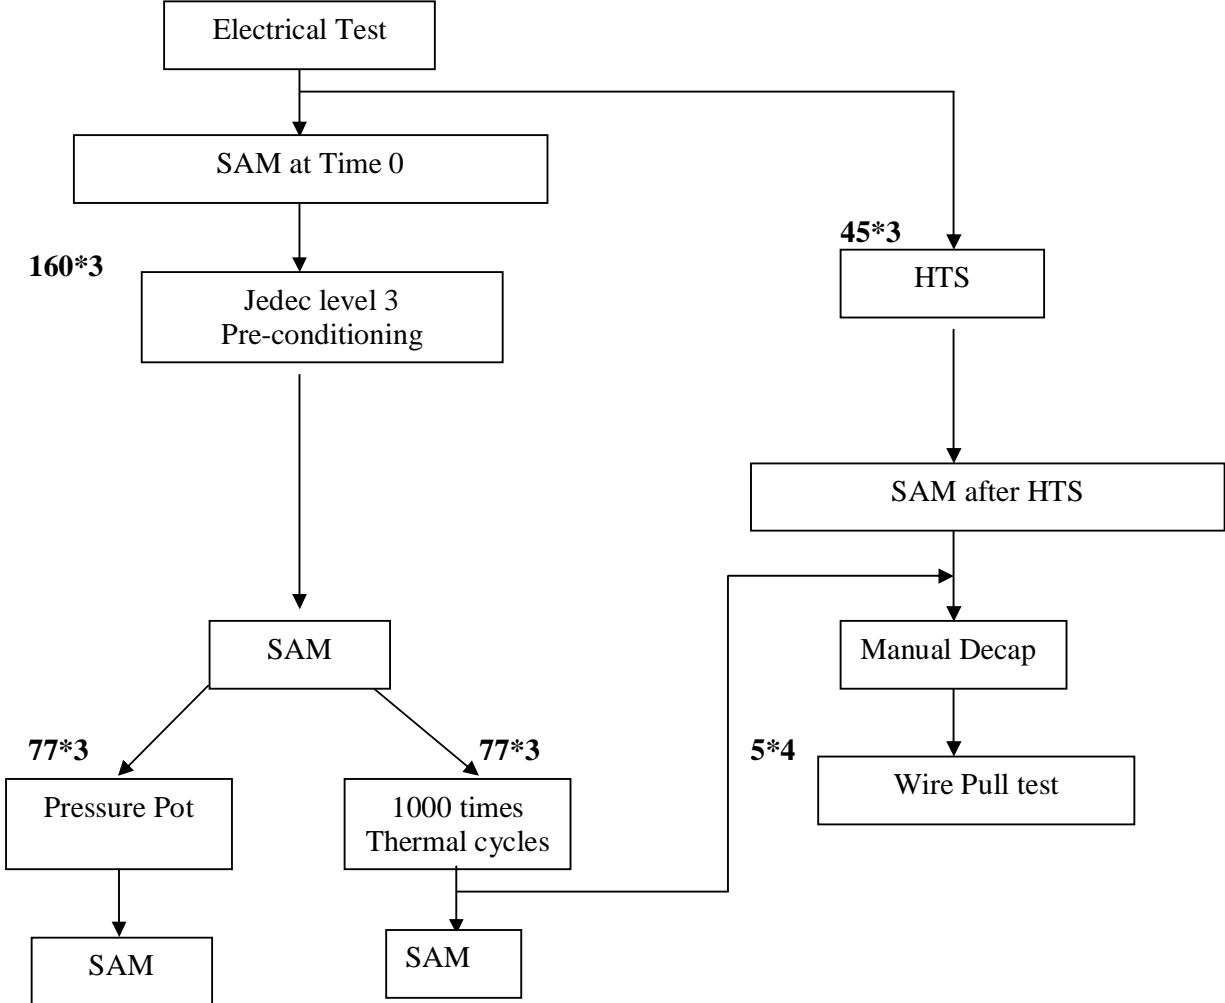 Electrical Test
SAM at Time 0
45*3
160*3
HTS
Jedec level 3
Pre-conditioning
SAM after HTS
SAM
Manual Decap
77*3
77*3
5*4
Pressure Pot
1000 times
Thermal cycles
Wire Pull test
SAM
SAM